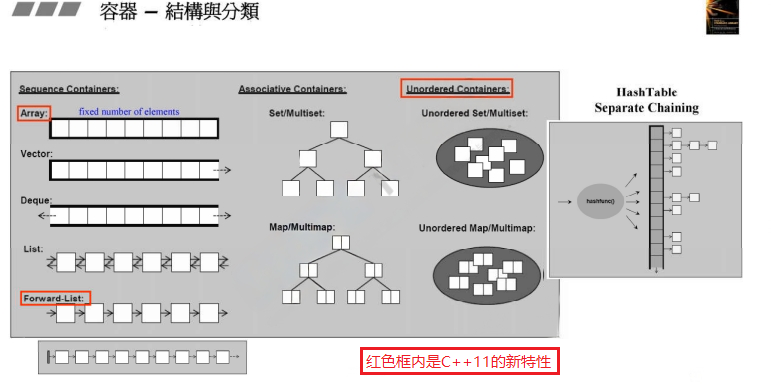 容器 － 結構與分類
Sequence Containers:
Array:
fixed number of elements
Vector:
Deque:
List:
Forward-List:
Associative Containers:
Set/Multiset:
Map/Multimap:
Unordered Containers:
Unordered Set/Multiset:
Unordered Map/Multimap:
HashTable
Separate Chaining
hashfunc()
红色框内是C++11的新特性